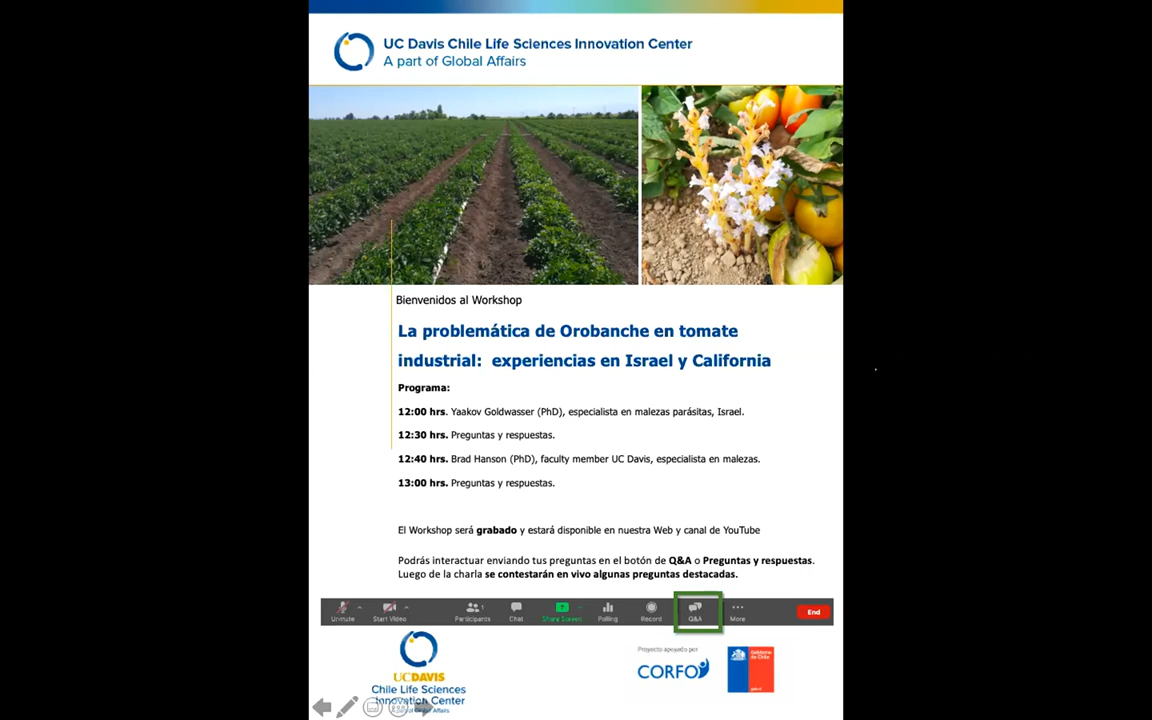 UC Davis Chile Life Sciences Innovation Center
A part of Global Affairs
Bienvenidos al Workshop
La problemática de Orobanche en tomate
industrial: experiencias en Israel y California
Programa:
12:00 hrs. Yaakov Goldwasser (PhD), especialista en malezas parásitas, Israel.
12:30 hrs. Preguntas y respuestas.
12:40 hrs. Brad Hanson (PhD), faculty member UC Davis, especialista en malezas.
13:00 hrs. Preguntas y respuestas.
El Workshop será grabado y estará disponible en nuestra Web y canal de YouTube
Podrás interactuar enviando tus preguntas en el botón de Q&A o Preguntas y respuestas.
Luego de la charla se contestarán en vivo algunas preguntas destacadas.
Unmute Start Video Participants 1 Chat Share Screen Polling Record Q&A More End
UCDAVIS
Chile Life Sciences
Innovation Center
A part of Global Affairs
Proyecto apoyado por
CORFO
Gobierno
de Chile